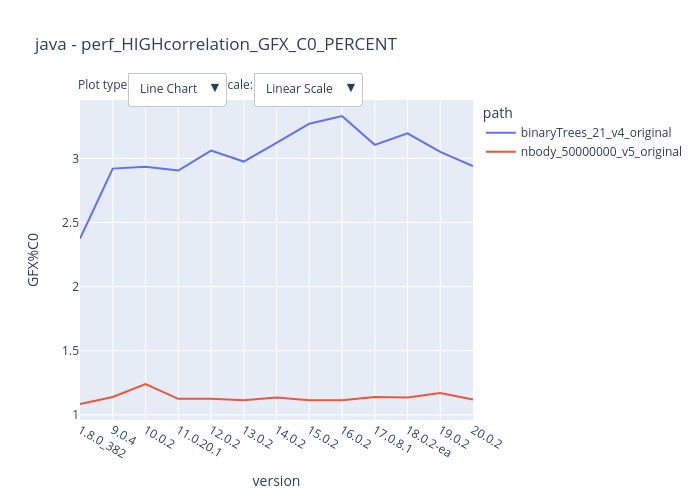 java - perf_HIGHcorrelation_GFX_C0_PERCENT
Plot type Line Chart ▼ cale: Linear Scale ▼
path
binaryTrees_21_v4_original
nbody_50000000_v5_original
GFX%C0
3
2.5
2
1.5
1
1.8.0_382
9.0.4
10.0.2
11.0.20.1
12.0.2
13.0.2
14.0.2
15.0.2
16.0.2
17.0.8.1
18.0.2-ea
19.0.2
20.0.2
version